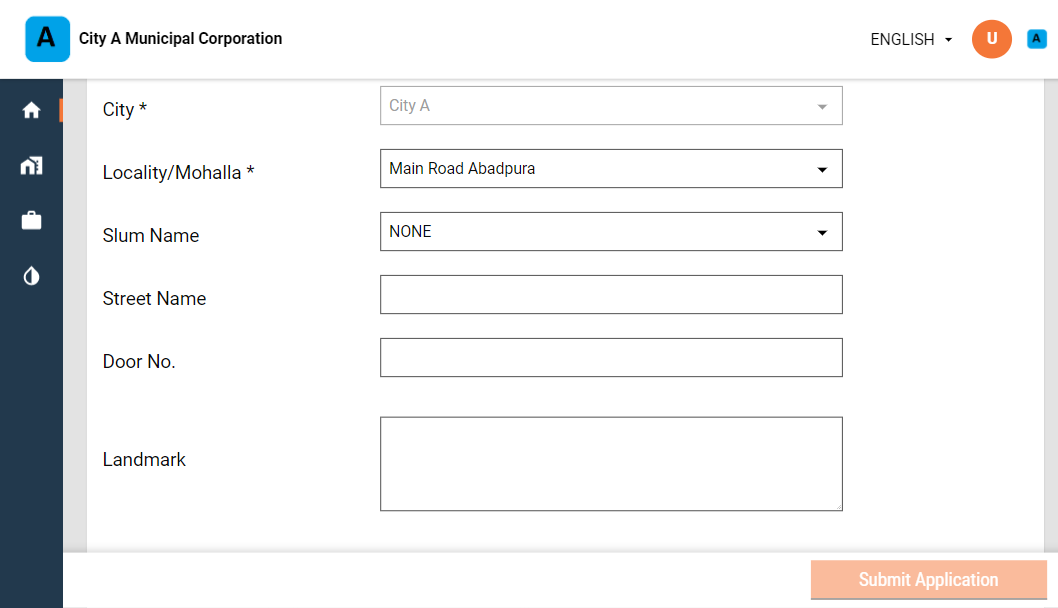 A City A Municipal Corporation ENGLISH U A
City * City A
Locality/Mohalla * Main Road Abadpura
Slum Name NONE
Street Name
Door No.
Landmark
Submit Application